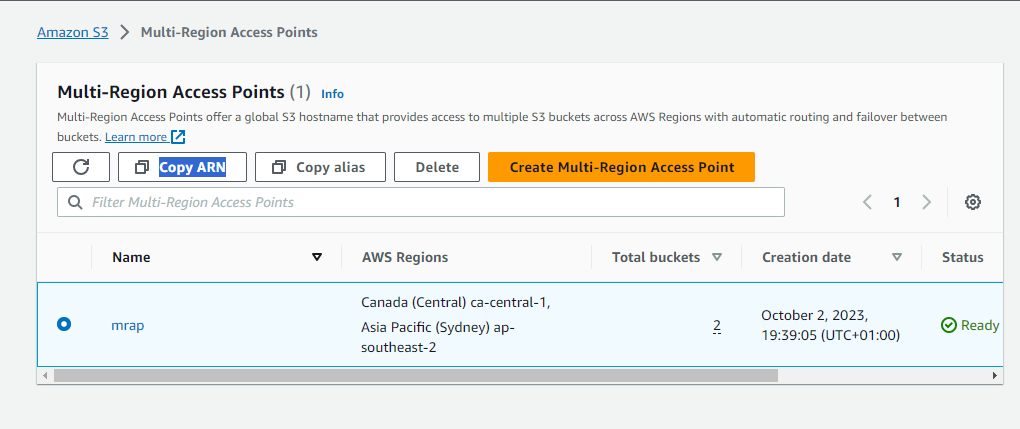 Amazon S3 > Multi-Region Access Points
Multi-Region Access Points (1) Info
Multi-Region Access Points offer a global S3 hostname that provides access to multiple S3 buckets across AWS Regions with automatic routing and failover between
buckets. Learn more
Copy ARN Copy alias Delete Create Multi-Region Access Point
Filter Multi-Region Access Points 1
Name AWS Regions Total buckets Creation date Status
Canada (Central) ca-central-1,
Asia Pacific (Sydney) ap-
southeast-2
mrap
2
October 2, 2023,
19:39:05 (UTC+01:00)
Ready